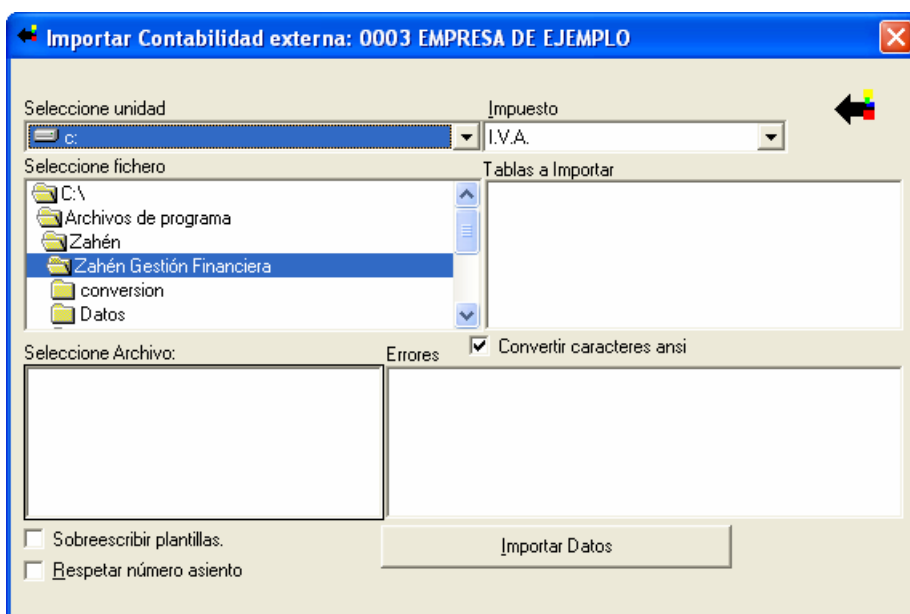 Importar Contabilidad externa: 0003 EMPRESA DE EJEMPLO
Seleccione unidad
Impuesto
c:
I.V.A.
Seleccione fichero
Tablas a Importar
C:\
Archivos de programa
Zahén
Zahén Gestión Financiera
conversion
Datos
Convertir caracteres ansi
Seleccione Archivo:
Errores
Sobreescribir plantillas.
Importar Datos
Respetar número asiento